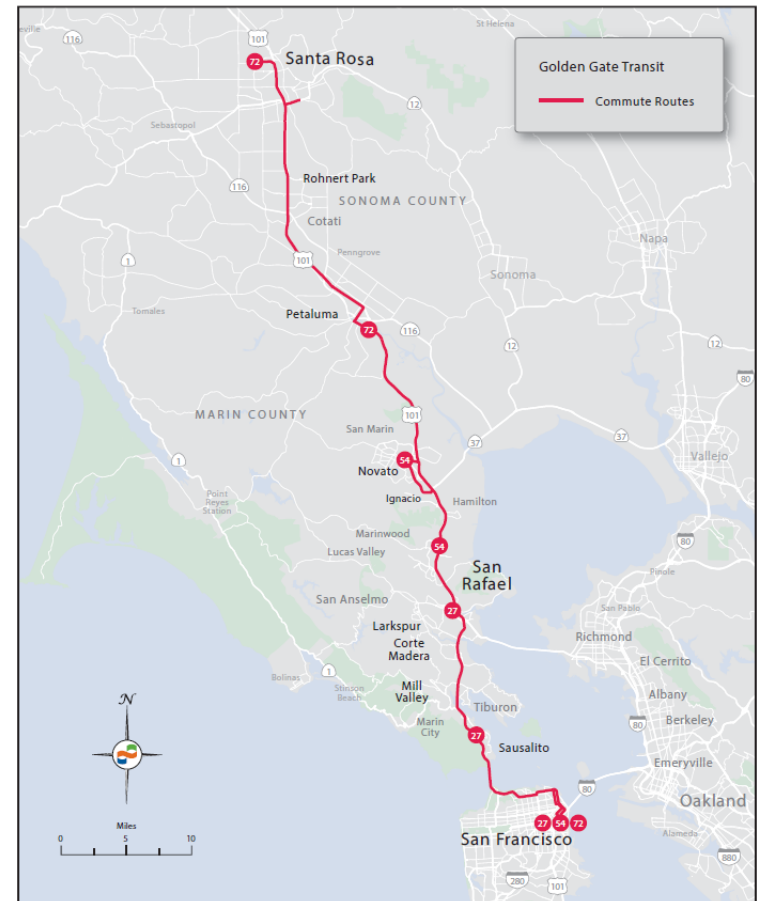 101
St Helena
116
72
Santa Rosa
Golden Gate Transit
Commute Routes
12
Sebastopol
Rohnert Park
116
SONOMA COUNTY
Cotati
Napa
1
101
Penngrove
Sonoma
Tomales
Petaluma
72
116
12
12
80
MARIN COUNTY
101
San Marin
37
37
1
54
Novato
Vallejo
Ignacio
Hamilton
Point
Reyes
Station
Marinwood
54
80
Lucas Valley
San
Rafael
Pinole
San Anselmo
27
San Pablo
Larkspur
Richmond
Corte
Madera
El Cerrito
1
Bolinas
Stinson
Beach
Mill
Valley
Tiburon
Albany
N
Marin
City
27
80
Berkeley
Sausalito
Emeryville
80
Oakland
Miles
0
5
10
27
54
72
San Francisco
Alameda
880
280
101